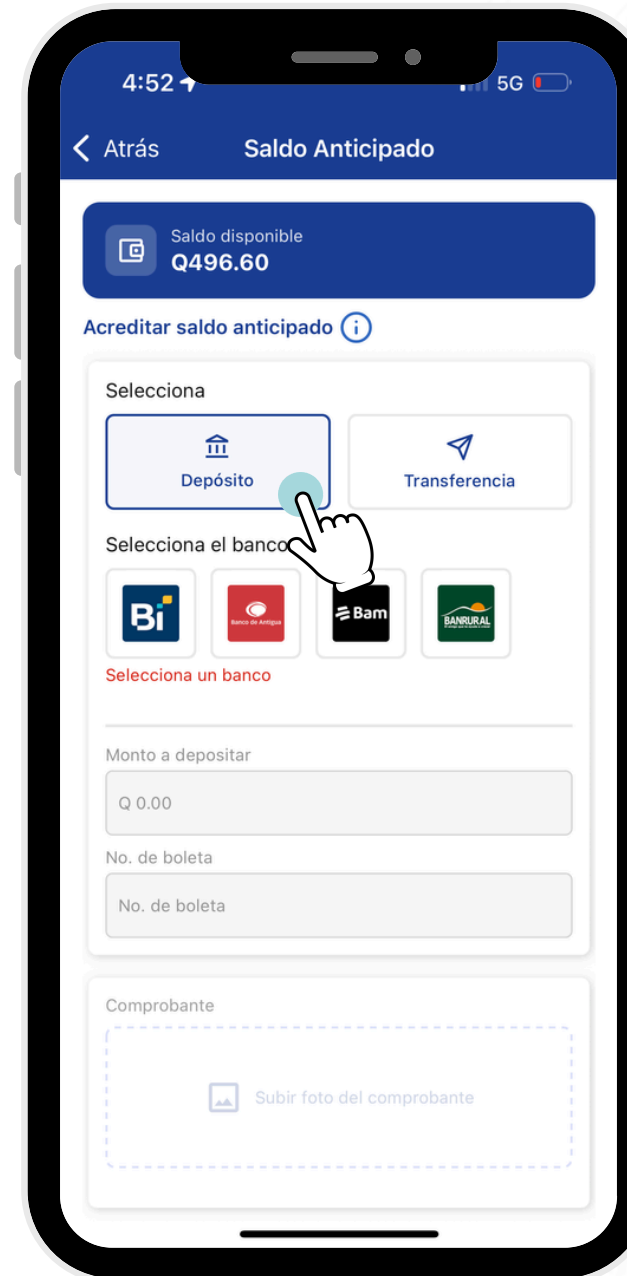 4:52
5G
Atrás
Saldo Anticipado
Saldo disponible
Q496.60
Acreditar saldo anticipado
Selecciona
Depósito
Transferencia
Selecciona el banco
Bi
Banco de Antigua
Bam
BANRURAL
Selecciona un banco
Monto a depositar
Q 0.00
No. de boleta
No. de boleta
Comprobante
Subir foto del comprobante